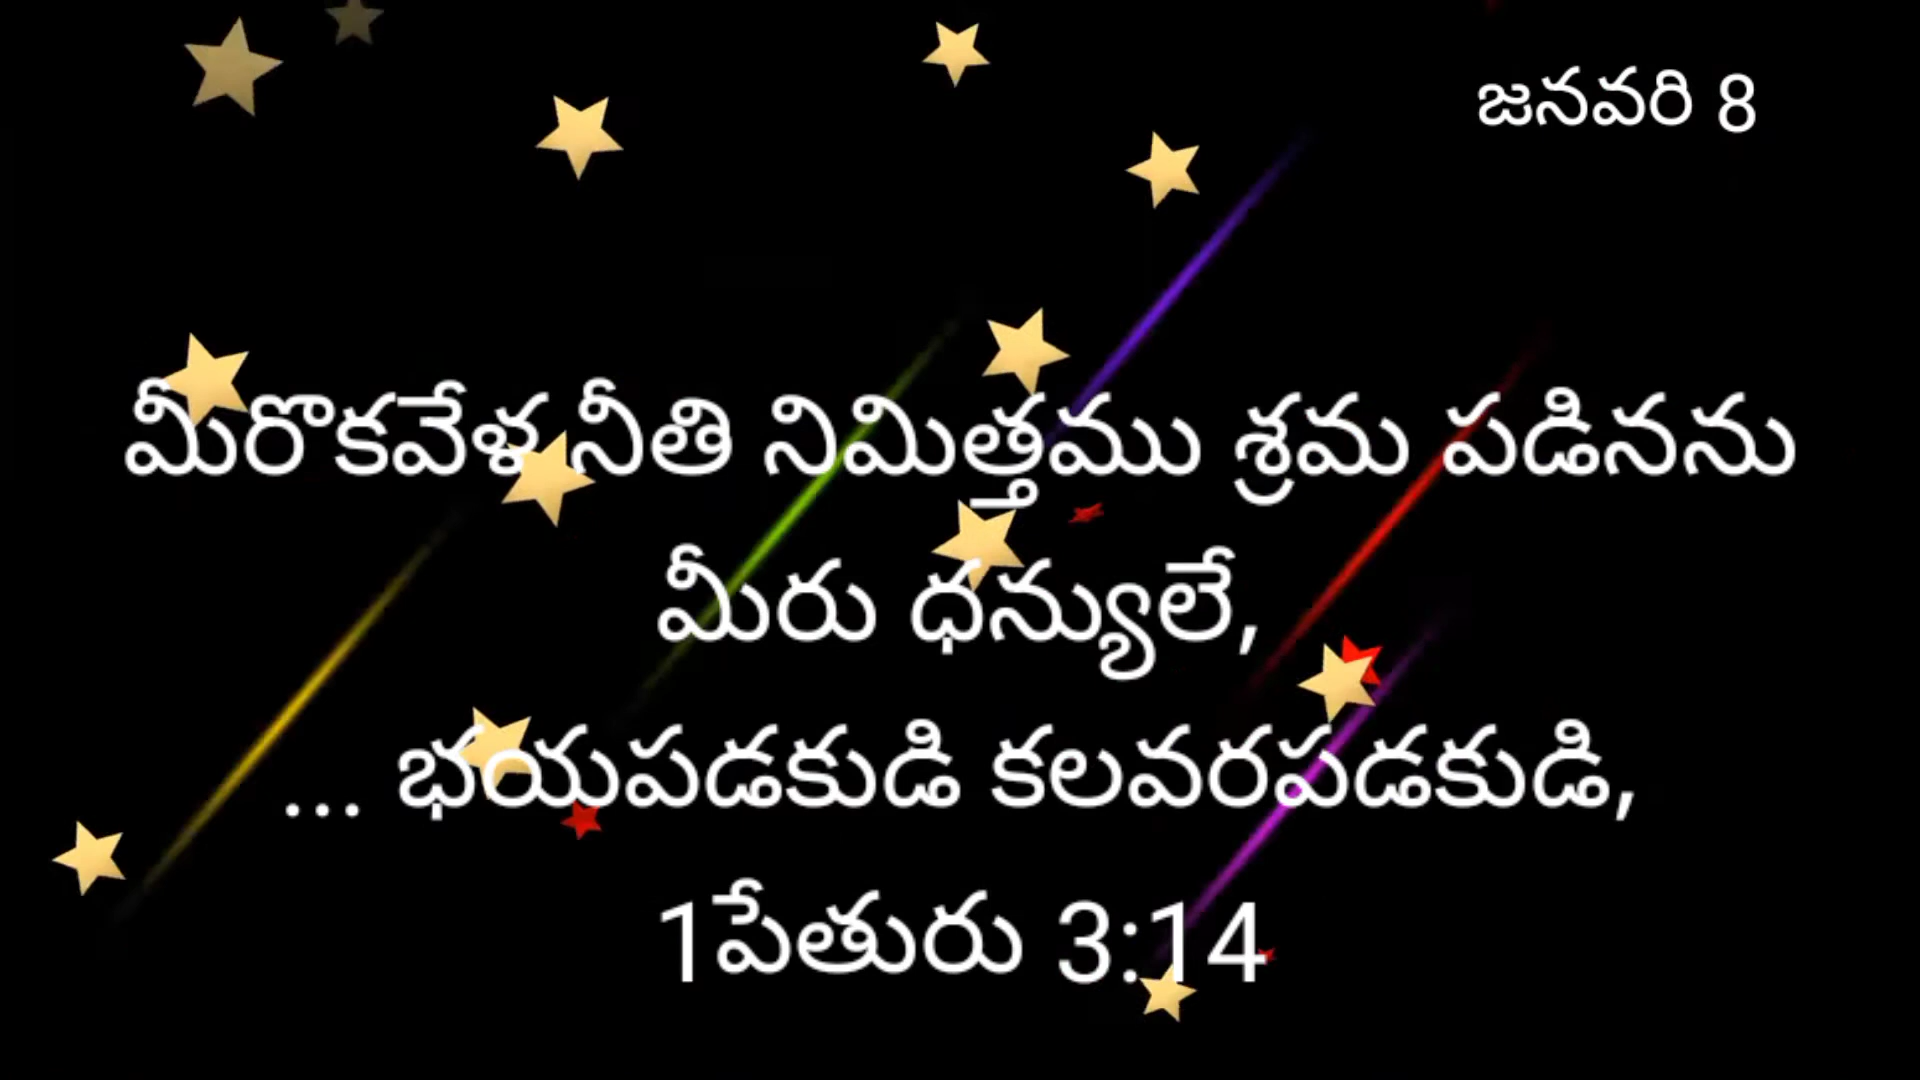 జనవరి 8
మీరొకవేళ నీతి నిమిత్తము శ్రమ పడినను
మీరు ధన్యులే,
... భయపడకుడి కలవరపడకుడి,
1పేతురు 3:14